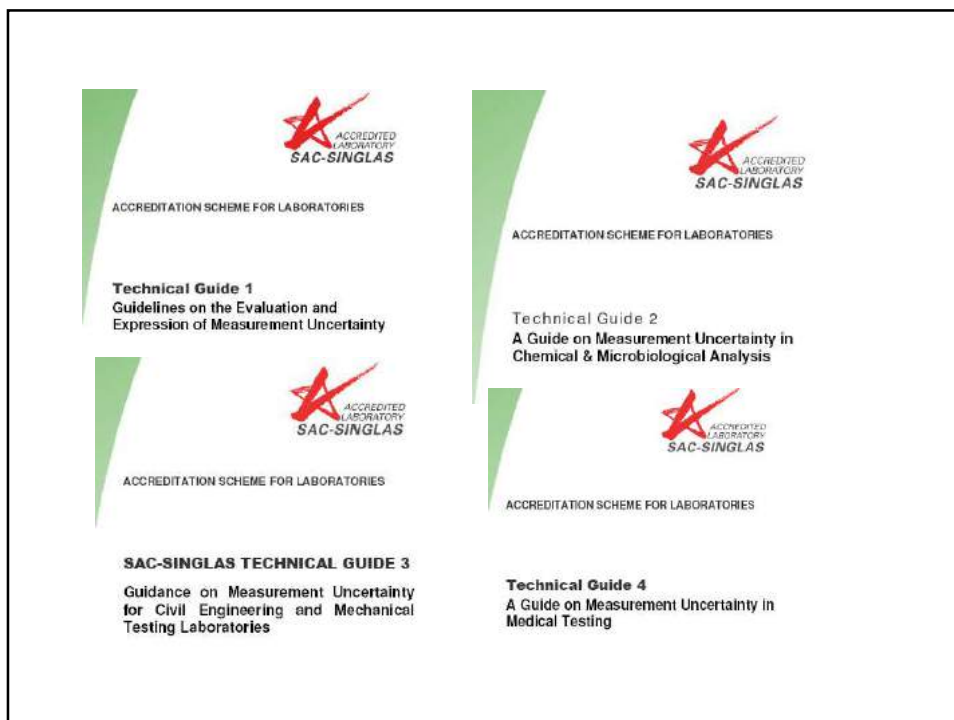 ACCREDITED
LABORATORY
SAC-SINGLAS
ACCREDITATION SCHEME FOR LABORATORIES
Technical Guide 1
Guidelines on the Evaluation and
Expression of Measurement Uncertainty
ACCREDITED
LABORATORY
SAC-SINGLAS
ACCREDITATION SCHEME FOR LABORATORIES
Technical Guide 2
A Guide on Measurement Uncertainty in
Chemical & Microbiological Analysis
ACCREDITED
LABORATORY
SAC-SINGLAS
ACCREDITATION SCHEME FOR LABORATORIES
SAC-SINGLAS TECHNICAL GUIDE 3
Guidance on Measurement Uncertainty
for Civil Engineering and Mechanical
Testing Laboratories
ACCREDITED
LABORATORY
SAC-SINGLAS
ACCREDITATION SCHEME FOR LABORATORIES
Technical Guide 4
A Guide on Measurement Uncertainty in
Medical Testing